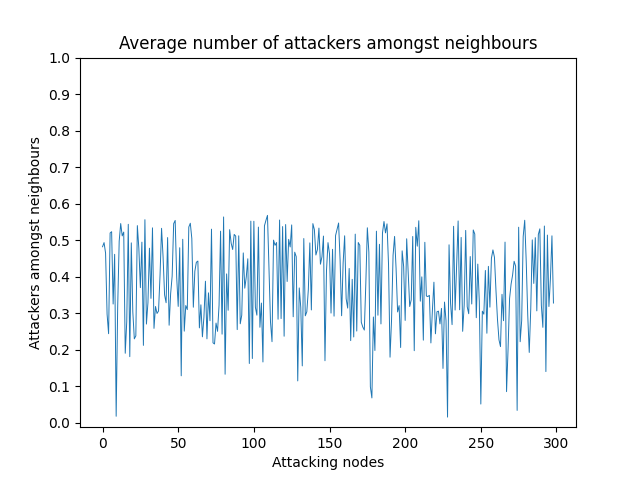 Average number of attackers amongst neighbours
Attackers amongst neighbours
1.0
0.9
0.8
0.7
0.6
0.5
0.4
0.3
0.2
0.1
0.0
0 50 100 150 200 250 300
Attacking nodes